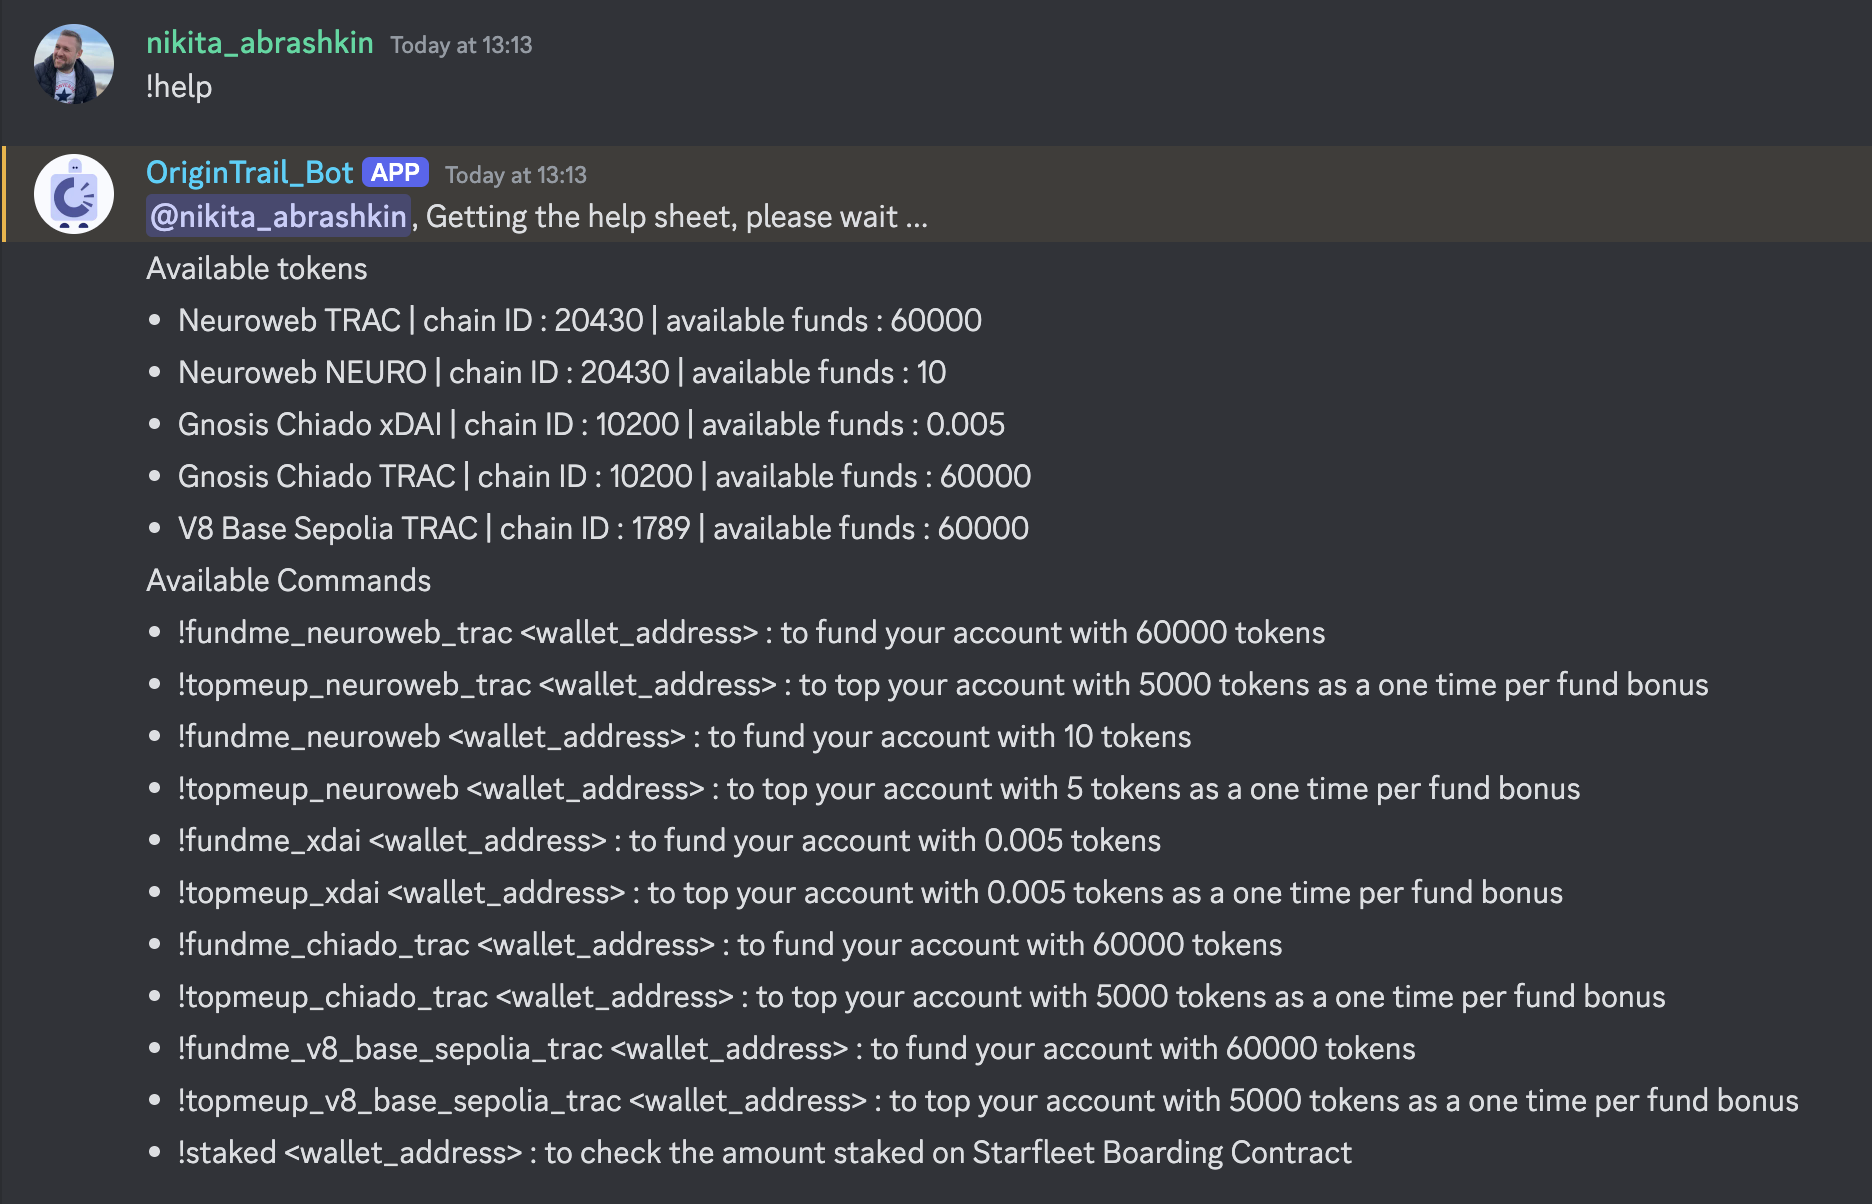 nikita_abrashkin Today at 13:13
!help
OriginTrail_Bot APP Today at 13:13
@nikita_abrashkin, Getting the help sheet, please wait ...
Available tokens
• Neuroweb TRAC | chain ID : 20430 | available funds : 60000
• Neuroweb NEURO | chain ID : 20430 | available funds : 10
• Gnosis Chiado xDAI | chain ID : 10200 | available funds : 0.005
• Gnosis Chiado TRAC | chain ID : 10200 | available funds : 60000
• V8 Base Sepolia TRAC | chain ID : 1789 | available funds : 60000
Available Commands
• !fundme_neuroweb_trac <wallet_address> : to fund your account with 60000 tokens
• !topmeup_neuroweb_trac <wallet_address> : to top your account with 5000 tokens as a one time per fund bonus
• !fundme_neuroweb <wallet_address> : to fund your account with 10 tokens
• !topmeup_neuroweb <wallet_address> : to top your account with 5 tokens as a one time per fund bonus
• !fundme_xdai <wallet_address> : to fund your account with 0.005 tokens
• !topmeup_xdai <wallet_address> : to top your account with 0.005 tokens as a one time per fund bonus
• !fundme_chiado_trac <wallet_address> : to fund your account with 60000 tokens
• !topmeup_chiado_trac <wallet_address> : to top your account with 5000 tokens as a one time per fund bonus
• !fundme_v8_base_sepolia_trac <wallet_address> : to fund your account with 60000 tokens
• !topmeup_v8_base_sepolia_trac <wallet_address> : to top your account with 5000 tokens as a one time per fund bonus
• !staked <wallet_address> : to check the amount staked on Starfleet Boarding Contract